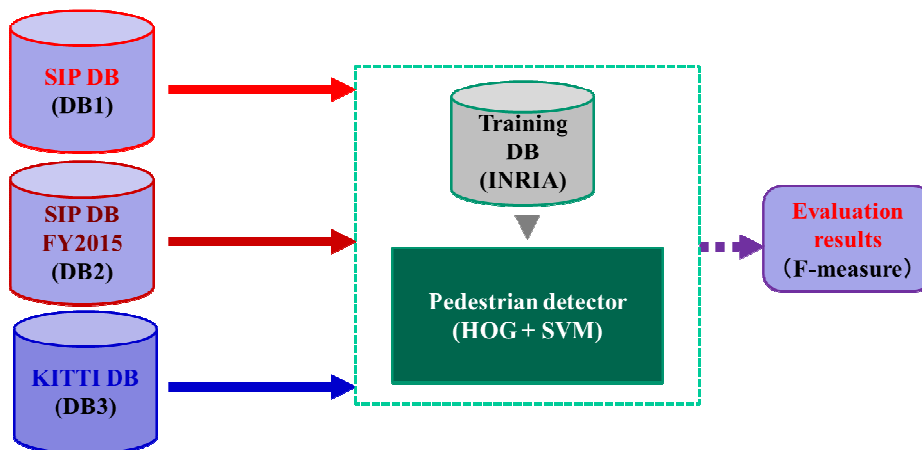 SIP DB
(DB1)
SIP DB
FY2015
(DB2)
KITTI DB
(DB3)
Training
DB
(INRIA)
Pedestrian detector
(HOG + SVM)
Evaluation
results
（F-measure）